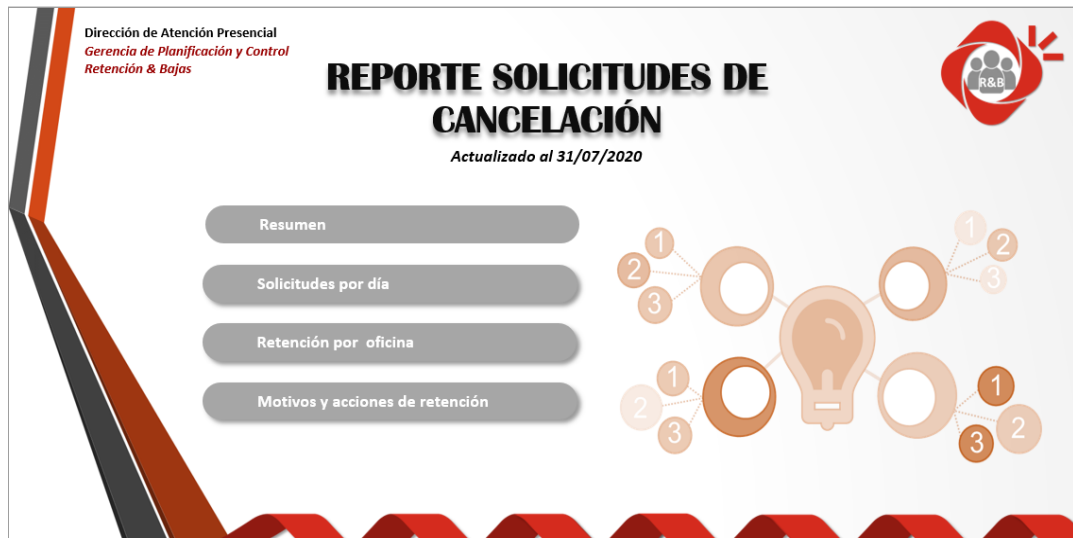 Dirección de Atención Presencial
Gerencia de Planificación y Control
Retención & Bajas
R&B
REPORTE SOLICITUDES DE
CANCELACIÓN
Actualizado al 31/07/2020
Resumen
Solicitudes por día
Retención por oficina
Motivos y acciones de retención
1
2
3
1
2
3
1
2
3
1
2
3